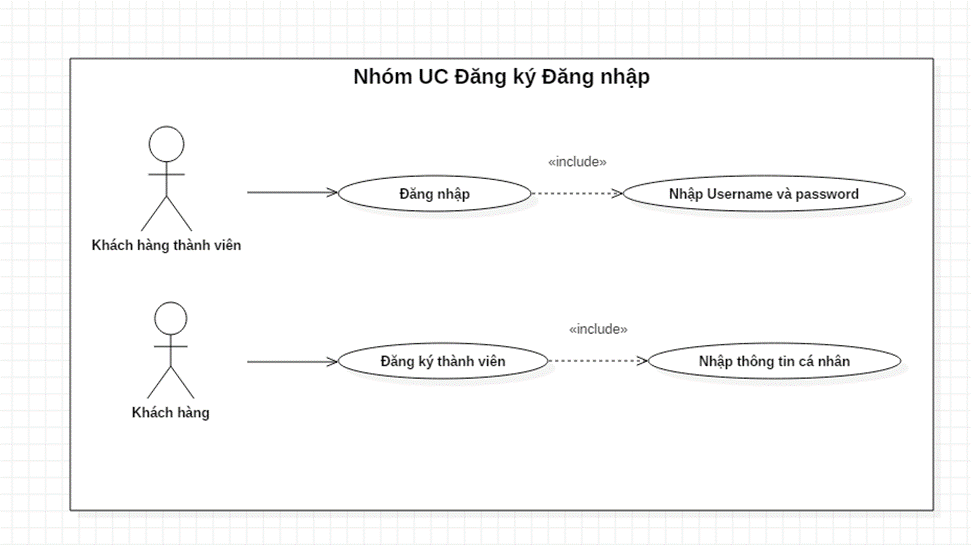 Nhóm UC Đăng ký Đăng nhập
«include»
Đăng nhập
Nhập Username và password
Khách hàng thành viên
«include»
Đăng ký thành viên
Nhập thông tin cá nhân
Khách hàng